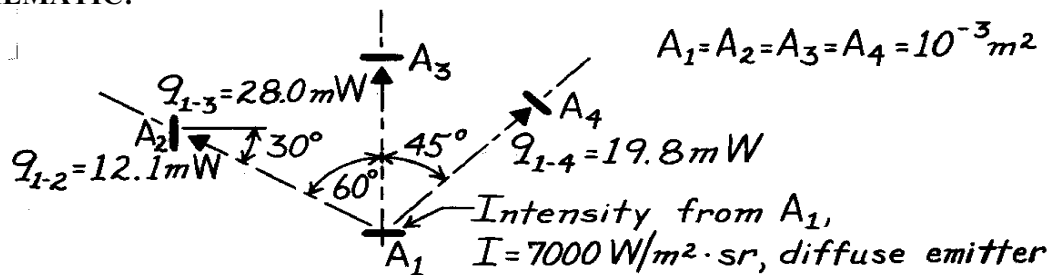 A₃
A₁=A₂=A₃=A₄=10⁻³m²
q₁₋₃=28.0mW
A₂
30°
45°
A₄
q₁₋₂=12.1mW
60°
q₁₋₄=19.8mW
A₁
Intensity from A₁,
I=7000 W/m²·sr, diffuse emitter